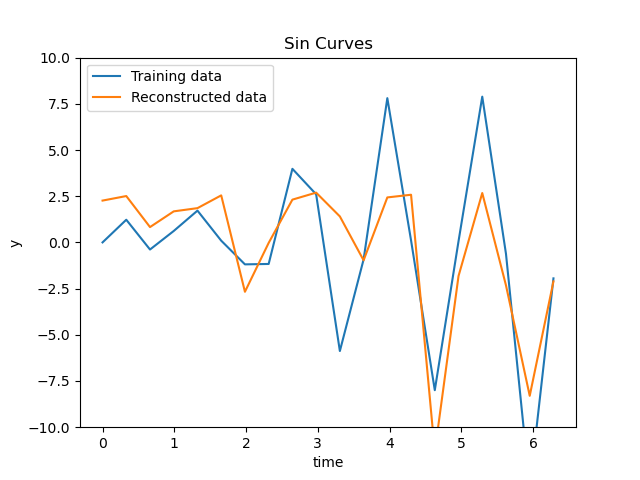 Sin Curves
Training data
Reconstructed data
y
10.0
7.5
5.0
2.5
0.0
−2.5
−5.0
−7.5
−10.0
0 1 2 3 4 5 6
time